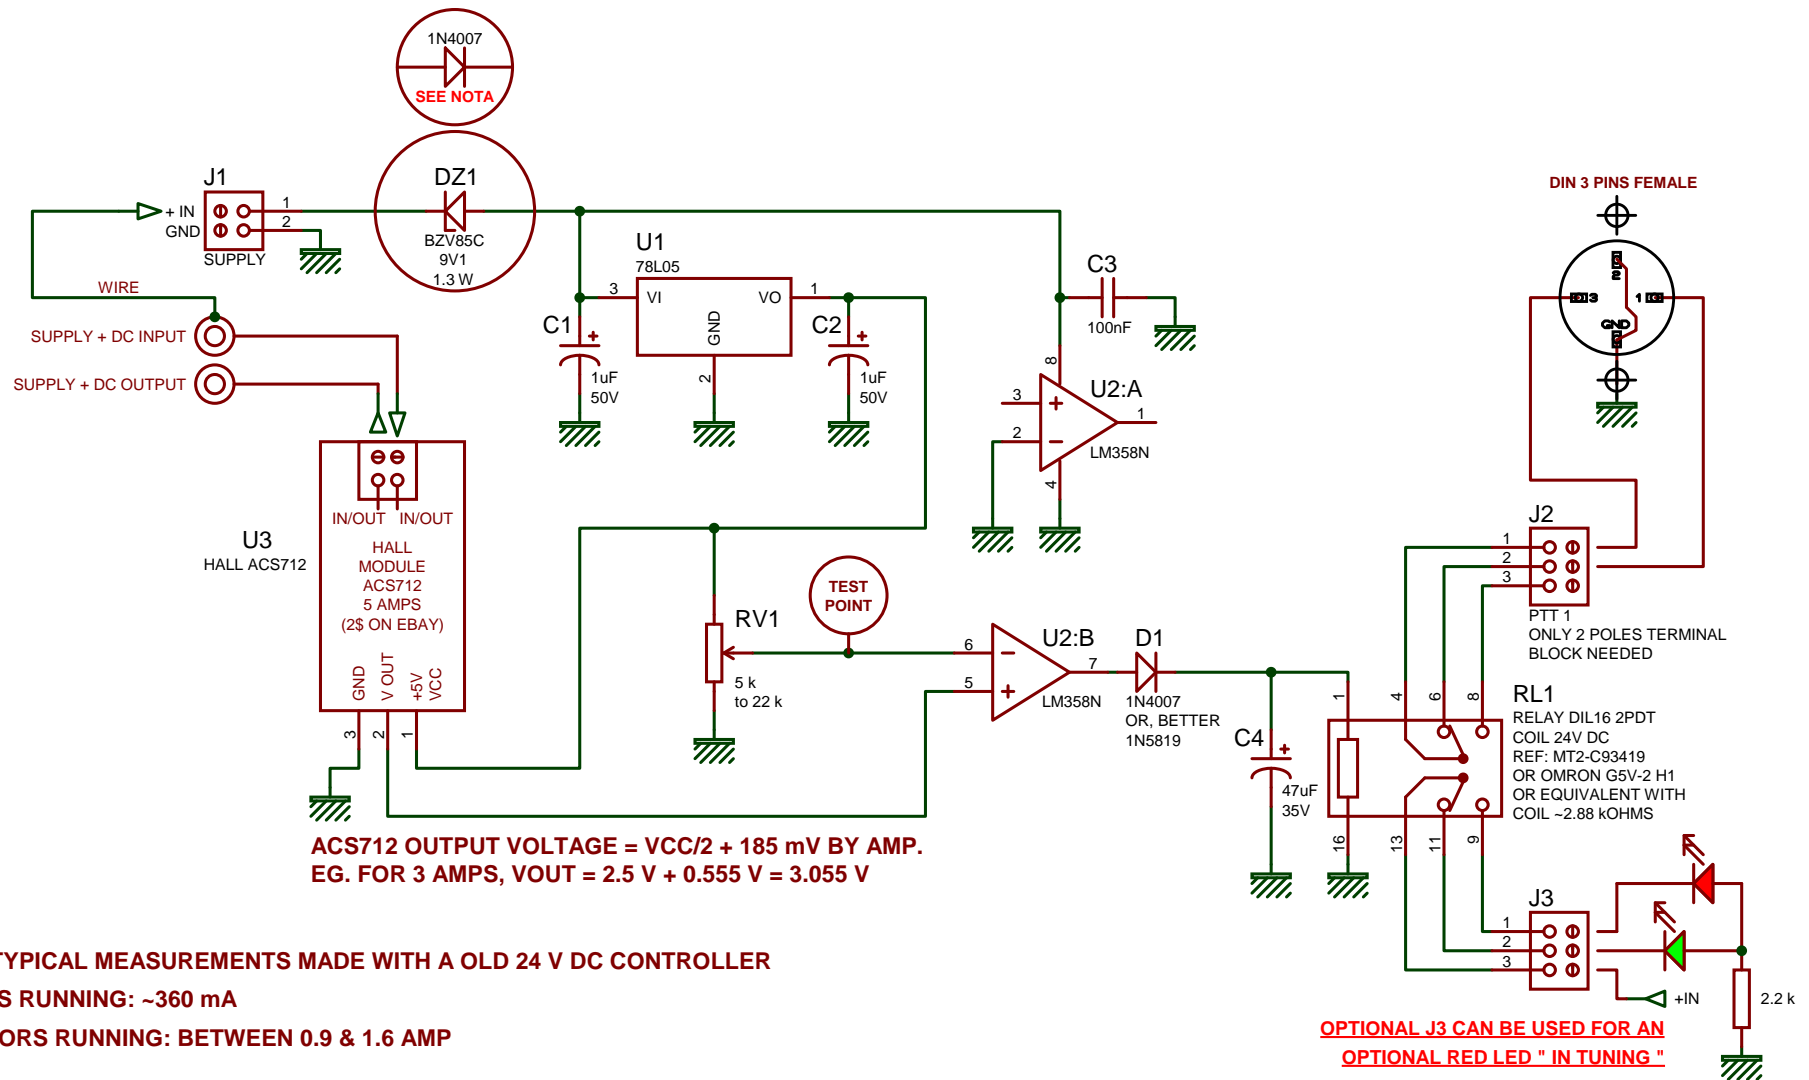 1N4007
SEE NOTA
DIN 3 PINS FEMALE
J1
DZ1
+ IN
GND
1
2
SUPPLY
BZV85C
9V1
1.3 W
U1
78L05
3
VI
VO
1
GND
2
C3
100nF
2
3
1
GND
WIRE
SUPPLY + DC INPUT
SUPPLY + DC OUTPUT
C1
1uF
50V
C2
1uF
50V
8
3
2
1
4
U2:A
LM358N
IN/OUT
IN/OUT
U3
HALL ACS712
HALL
MODULE
ACS712
5 AMPS
(2$ ON EBAY)
GND
V OUT
+5V
VCC
3
2
1
TEST
POINT
RV1
5 k
to 22 k
6
5
7
U2:B
LM358N
D1
1N4007
OR, BETTER
1N5819
J2
1
2
3
PTT 1
ONLY 2 POLES TERMINAL
BLOCK NEEDED
1
4
6
8
RL1
RELAY DIL16 2PDT
COIL 24V DC
REF: MT2-C93419
OR OMRON G5V-2 H1
OR EQUIVALENT WITH
COIL ~2.88 kOHMS
C4
47uF
35V
16
13
11
9
ACS712 OUTPUT VOLTAGE = VCC/2 + 185 mV BY AMP.
EG. FOR 3 AMPS, VOUT = 2.5 V + 0.555 V = 3.055 V
J3
1
2
3
+IN
2.2 k
TYPICAL MEASUREMENTS MADE WITH A OLD 24 V DC CONTROLLER
S RUNNING: ~360 mA
ORS RUNNING: BETWEEN 0.9 & 1.6 AMP
OPTIONAL J3 CAN BE USED FOR AN
OPTIONAL RED LED " IN TUNING "